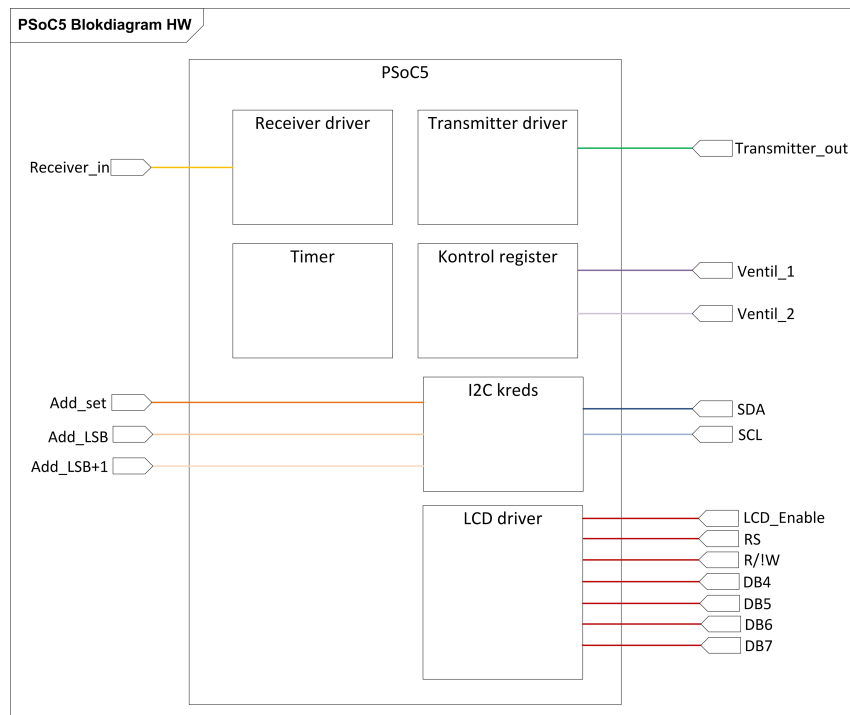 PSoC5 Blokdiagram HW
PSoC5
Receiver driver
Transmitter driver
Receiver_in
Transmitter_out
Timer
Kontrol register
Ventil_1
Ventil_2
I2C kreds
Add_set
Add_LSB
Add_LSB+1
SDA
SCL
LCD driver
LCD_Enable
RS
R/!W
DB4
DB5
DB6
DB7